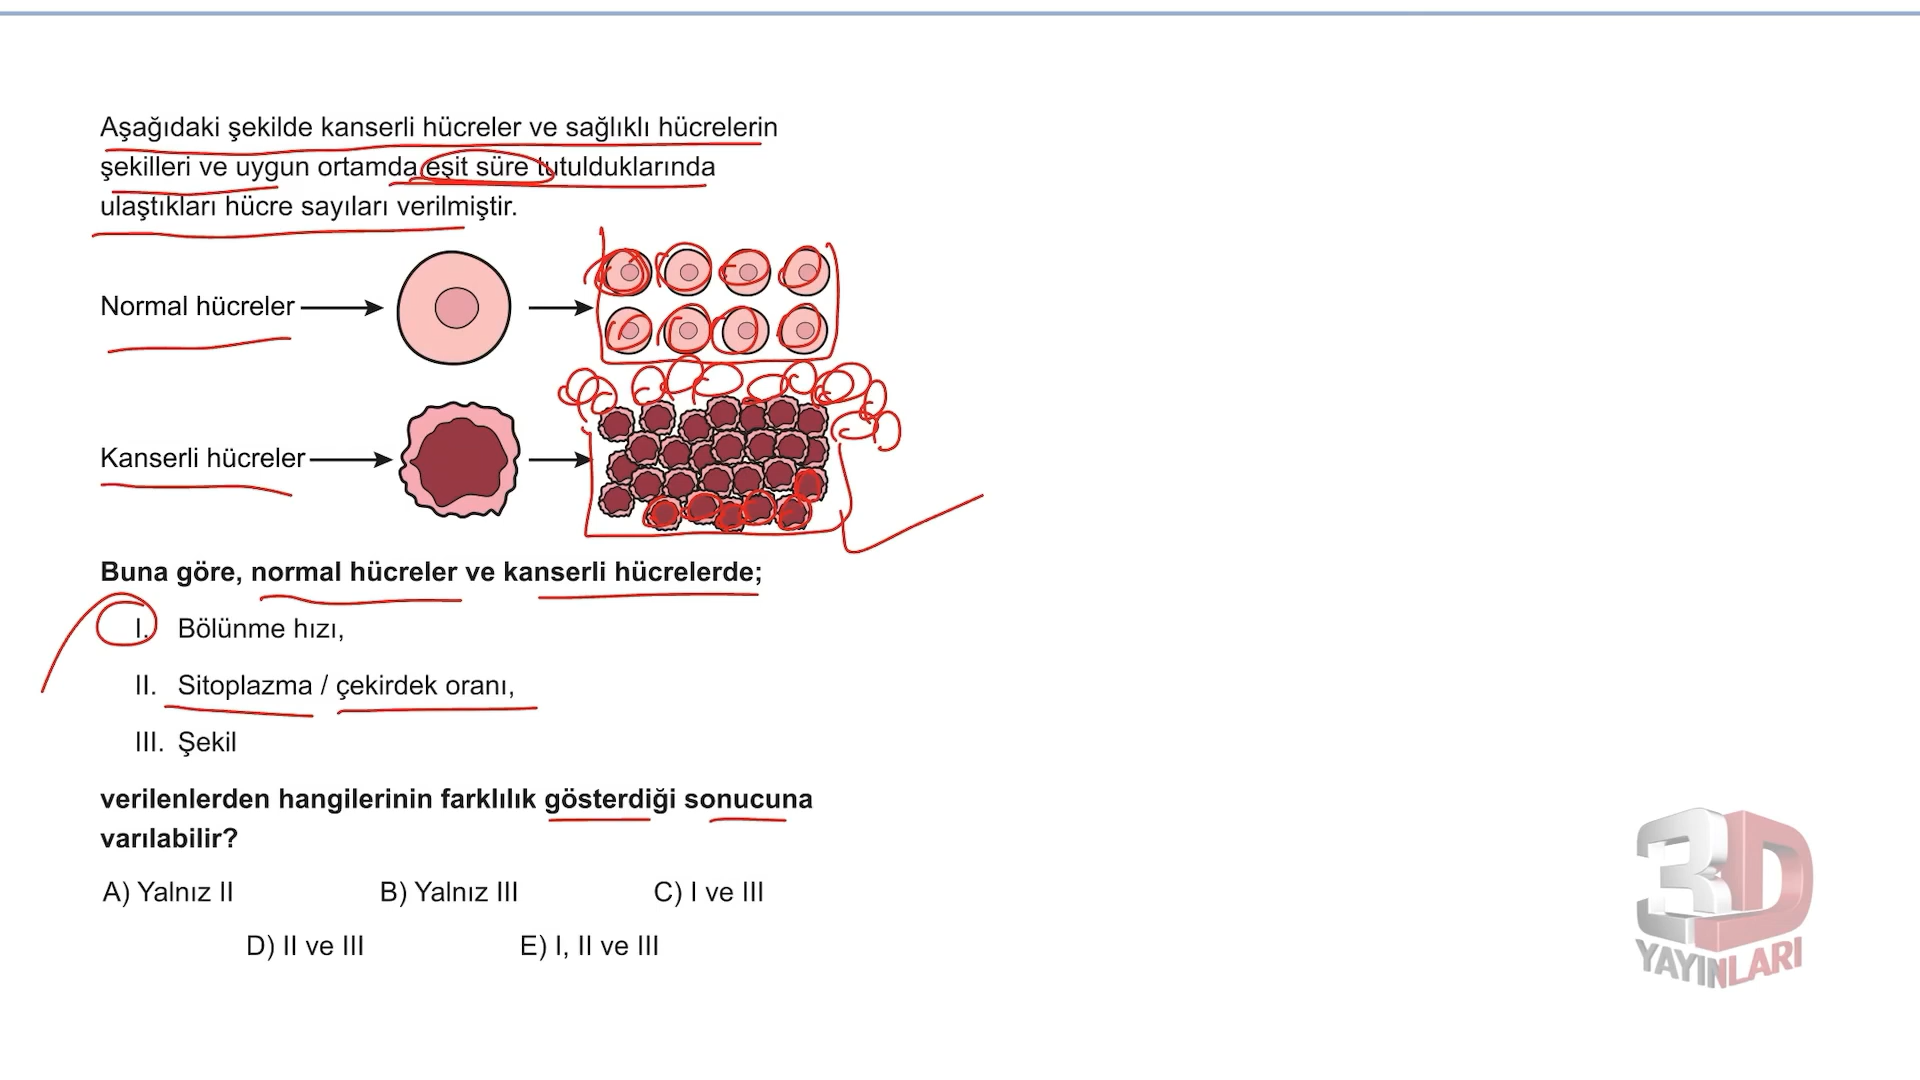 Aşağıdaki şekilde kanserli hücreler ve sağlıklı hücrelerin
şekilleri ve uygun ortamda eşit süre tutulduklarında
ulaştıkları hücre sayıları verilmiştir.
Normal hücreler
Kanserli hücreler
Buna göre, normal hücreler ve kanserli hücrelerde;
I. Bölünme hızı,
II. Sitoplazma / çekirdek oranı,
III. Şekil
verilenlerden hangilerinin farklılık gösterdiği sonucuna
varılabilir?
A) Yalnız II B) Yalnız III C) I ve III
D) II ve III E) I, II ve III
3D
YAYINLARI